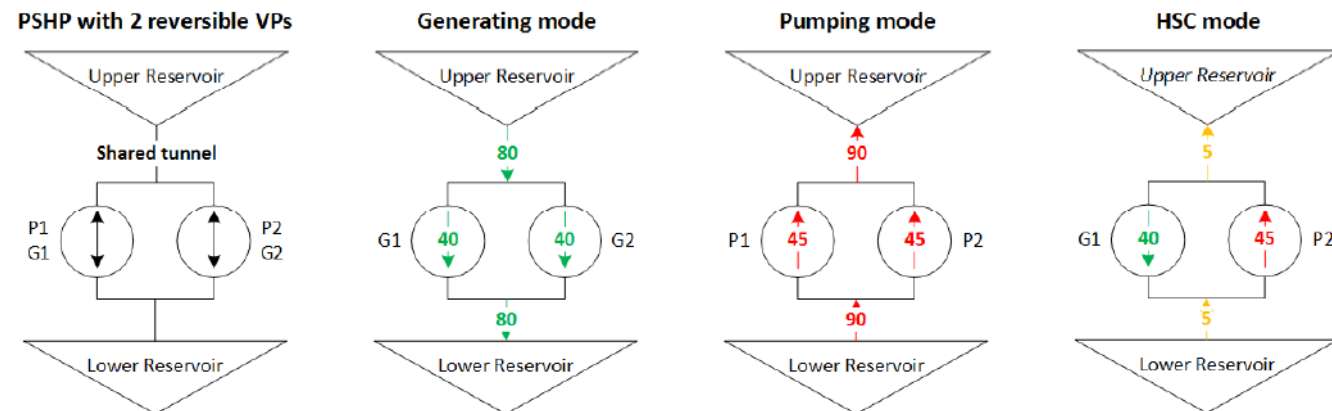 PSHP with 2 reversible VPs
Upper Reservoir
Shared tunnel
P1
G1
P2
G2
Lower Reservoir
Generating mode
Upper Reservoir
80
G1
40
40
G2
80
Lower Reservoir
Pumping mode
Upper Reservoir
90
P1
45
45
P2
90
Lower Reservoir
HSC mode
Upper Reservoir
5
G1
40
45
P2
5
Lower Reservoir